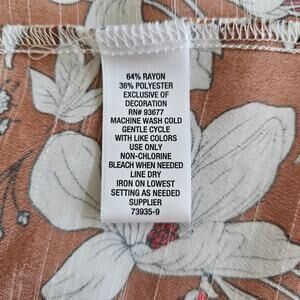 64% RAYON
36% POLYESTER
EXCLUSIVE OF
DECORATION
RN# 93677
MACHINE WASH COLD
GENTLE CYCLE
WITH LIKE COLORS
USE ONLY
NON-CHLORINE
BLEACH WHEN NEEDED
LINE DRY
IRON ON LOWEST
SETTING AS NEEDED
SUPPLIER
73935-9